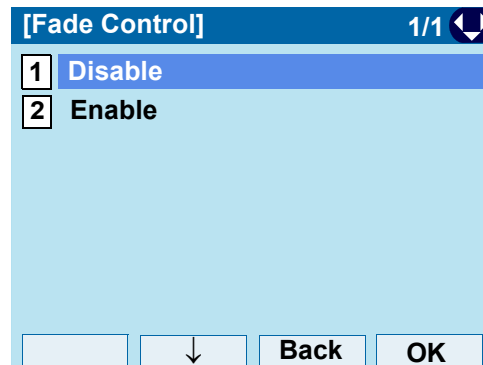 [Fade Control] 1/1
1 Disable
2 Enable
↓ Back OK